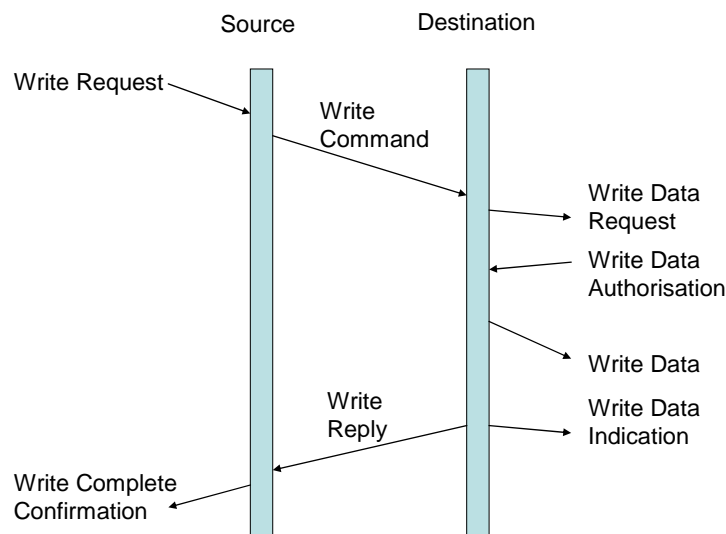 Source
Destination
Write Request
Write
Command
Write Data
Request
Write Data
Authorisation
Write Data
Write
Reply
Write Data
Indication
Write Complete
Confirmation